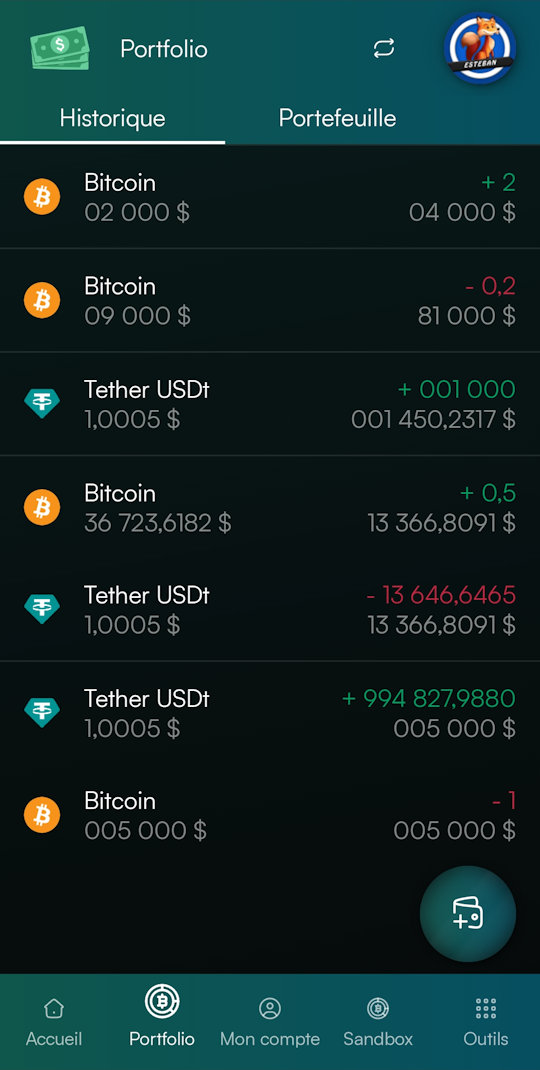 Portfolio
ESTEBAN
Historique Portefeuille
Bitcoin + 2
02 000 $ 04 000 $
Bitcoin - 0,2
09 000 $ 81 000 $
Tether USDt + 001 000
1,0005 $ 001 450,2317 $
Bitcoin + 0,5
36 723,6182 $ 13 366,8091 $
Tether USDt - 13 646,6465
1,0005 $ 13 366,8091 $
Tether USDt + 994 827,9880
1,0005 $ 005 000 $
Bitcoin - 1
005 000 $ 005 000 $
Accueil Portfolio Mon compte Sandbox Outils